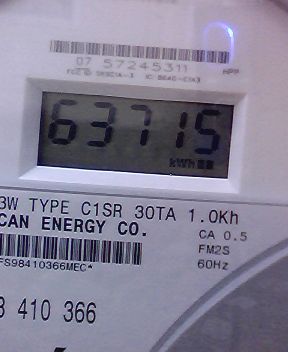 07 57245311
63715
kWh
3W TYPE C1SR 30TA 1.0Kh
CAN ENERGY CO.
CA 0.5
FM2S
FS98410366MEC*
60Hz
3 410 366